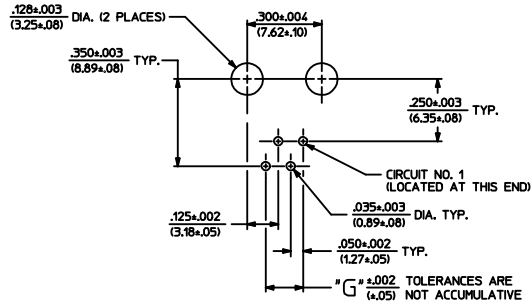 .128±.003
(3.25±.08) DIA. (2 PLACES)
.300±.004
(7.62±.10)
.350±.003
(8.89±.08) TYP.
.250±.003
(6.35±.08) TYP.
CIRCUIT NO. 1
(LOCATED AT THIS END)
.035±.003
(0.89±.08) DIA. TYP.
.125±.002
(3.18±.05)
.050±.002
(1.27±.05) TYP.
"G" ±.002
(±.05) TOLERANCES ARE
NOT ACCUMULATIVE